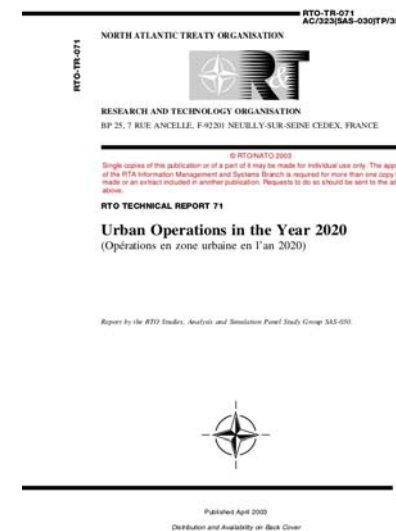 RTO-TR-071
AC/323(SAS-030)TP/35
RTO-TR-071
NORTH ATLANTIC TREATY ORGANISATION
R&T
RESEARCH AND TECHNOLOGY ORGANISATION
BP 25, 7 RUE ANCELLE, F-92201 NEUILLY-SUR-SEINE CEDEX, FRANCE
© RTO/NATO 2003
Single copies of this publication or of a part of it may be made for individual use only. The app
of the RTA Information Management and Systems Branch is required for more than one copy
made or an extract included in another publication. Requests to do so should be sent to the
above.
RTO TECHNICAL REPORT 71
Urban Operations in the Year 2020
(Opérations en zone urbaine en l'an 2020)
Report by the RTO Studies, Analysis and Simulation Panel Study Group SAS-030.
Published April 2003
Distribution and Availability on Back Cover